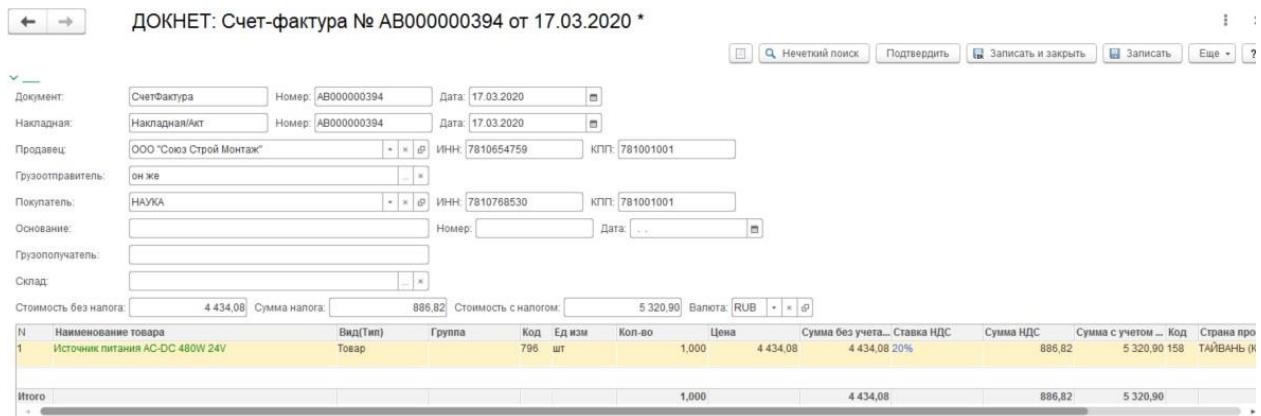 ДОКНЕТ: Счет-фактура № АВ000000394 от 17.03.2020 *
Нечеткий поиск Подтвердить Записать и закрыть Записать Еще ?
Документ: СчетФактура Номер: АВ000000394 Дата: 17.03.2020
Накладная: Накладная/Акт Номер: АВ000000394 Дата: 17.03.2020
Продавец: ООО "Союз Строй Монтаж" ИНН: 7810654759 КПП: 781001001
Грузоотправитель: он же
Покупатель: НАУКА ИНН: 7810768530 КПП: 781001001
Основание: Номер: Дата: . .
Грузополучатель:
Склад:
Стоимость без налога: 4 434,08 Сумма налога: 886,82 Стоимость с налогом: 5 320,90 Валюта: RUB
N Наименование товара Вид(Тип) Группа Код Ед изм Кол-во Цена Сумма без учета... Ставка НДС Сумма НДС Сумма с учетом ... Код Страна про
1 Источник питания AC-DC 480W 24V Товар 796 шт 1,000 4 434,08 4 434,08 20% 886,82 5 320,90 158 ТАЙВАНЬ (К
Итого 1,000 4 434,08 886,82 5 320,90